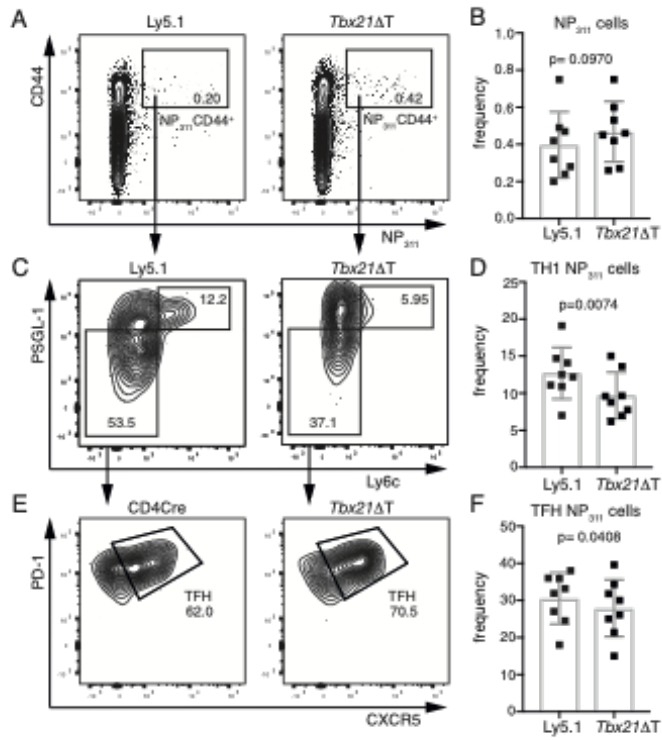 A
Ly5.1
Tbx21ΔT
CD44
0.20
NP311CD44+
0.42
NP311CD44+
NP311
B
NP311 cells
p= 0.0970
frequency
1.0
0.8
0.6
0.4
0.2
0.0
Ly5.1
Tbx21ΔT
C
Ly5.1
Tbx21ΔT
PSGL-1
12.2
53.5
5.95
37.1
Ly6c
D
TH1 NP311 cells
p=0.0074
frequency
25
20
15
10
5
0
Ly5.1
Tbx21ΔT
E
CD4Cre
Tbx21ΔT
PD-1
TFH
62.0
TFH
70.5
CXCR5
F
TFH NP311 cells
p= 0.0408
frequency
50
40
30
20
10
0
Ly5.1
Tbx21ΔT